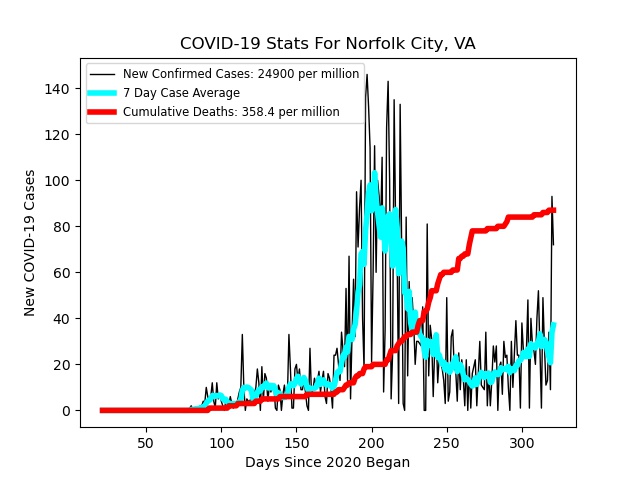 COVID-19 Stats For Norfolk City, VA
New Confirmed Cases: 24900 per million
7 Day Case Average
Cumulative Deaths: 358.4 per million
New COVID-19 Cases
140
120
100
80
60
40
20
0
50 100 150 200 250 300
Days Since 2020 Began